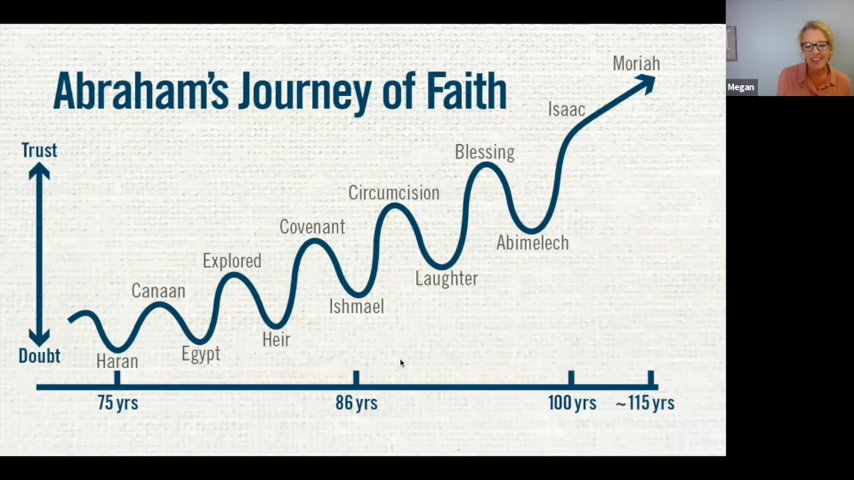 Abraham's Journey of Faith
Moriah
Megan
Isaac
Trust
Blessing
Circumcision
Covenant
Abimelech
Explored
Laughter
Canaan
Ishmael
Heir
Egypt
Doubt
Haran
75 yrs
86 yrs
100 yrs
~115 yrs